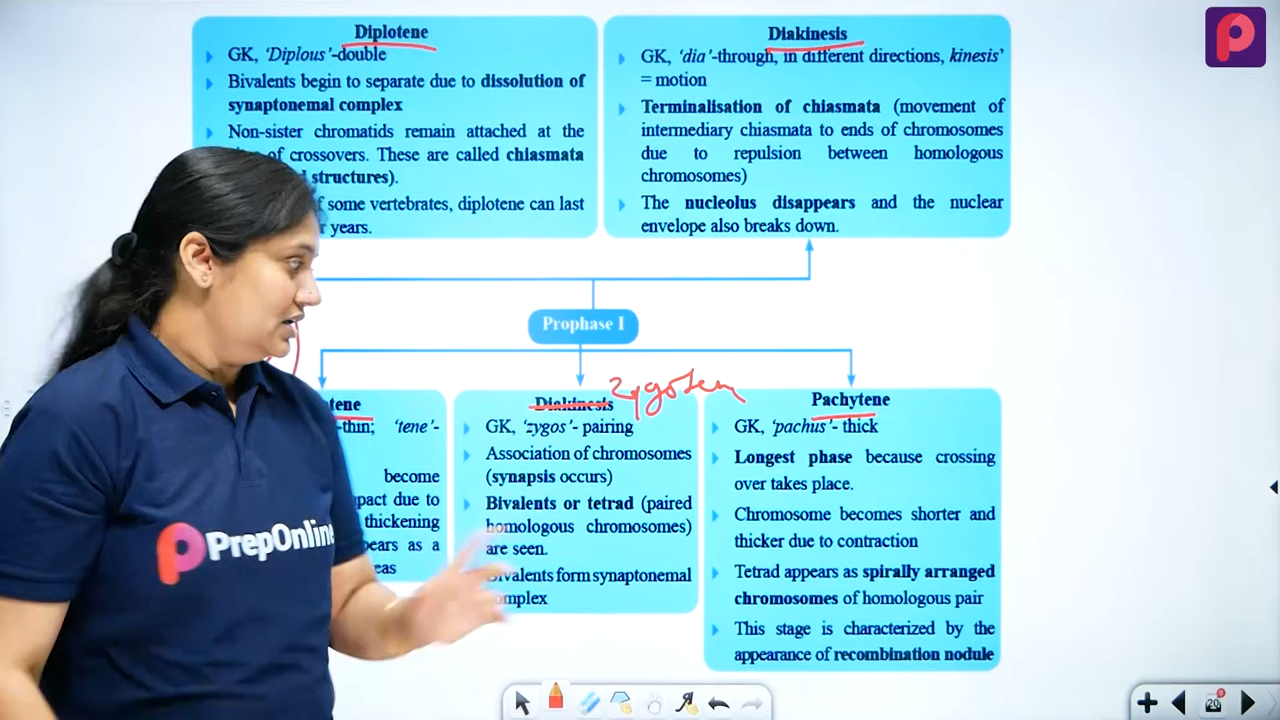 Diplotene
GK, 'Diplous'-double
Bivalents begin to separate due to dissolution of
synaptonemal complex
Non-sister chromatids remain attached at the
of crossovers. These are called chiasmata
structures).
some vertebrates, diplotene can last
years.
Diakinesis
GK, 'dia'-through, in different directions, kinesis'
= motion
Terminalisation of chiasmata (movement of
intermediary chiasmata to ends of chromosomes
due to repulsion between homologous
chromosomes)
The nucleolus disappears and the nuclear
envelope also breaks down.
Prophase I
tene
-thin; 'tene'-
become
pact due to
thickening
pears as a
eas
Diakinesis
Zygotem
GK, 'zygos'- pairing
Association of chromosomes
(synapsis occurs)
Bivalents or tetrad (paired
homologous chromosomes)
are seen.
Bivalents form synaptonemal
complex
Pachytene
GK, 'pachus'- thick
Longest phase because crossing
over takes place.
Chromosome becomes shorter and
thicker due to contraction
Tetrad appears as spirally arranged
chromosomes of homologous pair
This stage is characterized by the
appearance of recombination nodule
PrepOnline
20